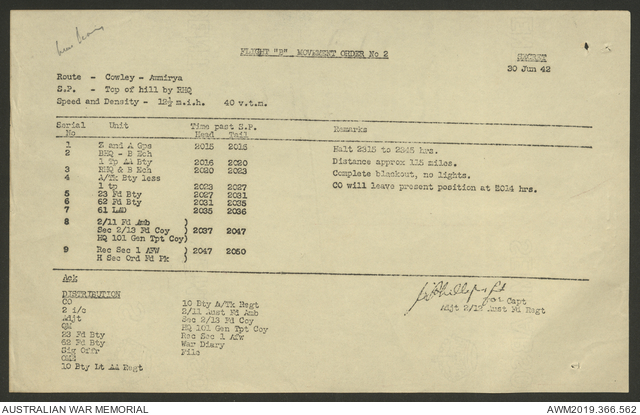 FLIGHT "B" MOVEMENT ORDER No 2
SECRET
30 Jun 42
Route - Cowley - Amirya
S.P. - Top of hill by BHQ
Speed and Density - 12½ m.i.h. 40 v.t.m.
Serial No Unit Time past S.P. Head Tail Remarks
1 Z and A Gps 2015 2015 Halt 2315 to 2345 hrs.
2 BHQ - B Ech
1 Tp AA Bty 2016 2020 Distance approx 115 miles.
3 RHQ & B Ech 2020 2023 Complete blackout, no lights.
4 A/Tk Bty less
1 tp 2023 2027 CO will leave present position at 2014 hrs.
5 23 Fd Bty 2027 2031
6 62 Fd Bty 2031 2035
7 61 LAD 2035 2036
8 2/11 Fd Amb )
Sec 2/13 Fd Coy ) 2037 2047
HQ 101 Gen Tpt Coy )
9 Rec Sec 1 AFW ) 2047 2050
H Sec Ord Fd Pk )
Ack
for Capt
Adjt 2/12 Aust Fd Regt
DISTRIBUTION
CO
2 i/c
Adjt
QM
23 Fd Bty
62 Fd Bty
Sig Offr
10 Bty Lt AA Regt
10 Bty A/Tk Regt
2/11 Aust Fd Amb
Sec 2/13 Fd Coy
HQ 101 Gen Tpt Coy
Rec Sec 1 AFW
War Diary
File
AUSTRALIAN WAR MEMORIAL
AWM2019.366.562